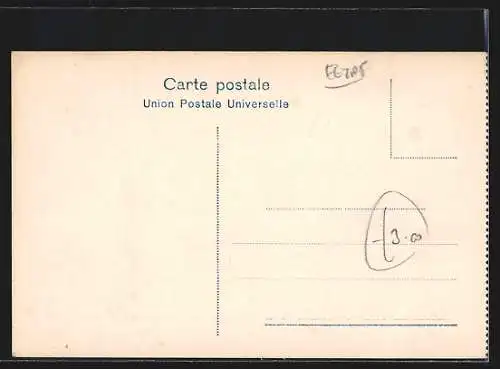 Carte postale
Union Postale Universelle
3.00